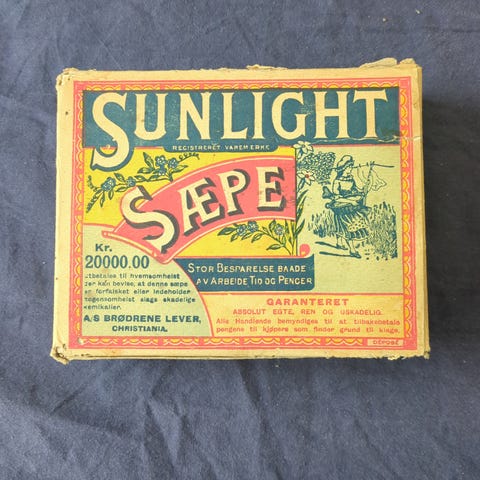 SUNLIGHT
REGISTRERET VAREMERKE
SÆPE
Kr.
20000.00
utbetales til hvemsomhelst
der kan bevise, at denne sæpe
er forfalsket eller indeholder
nogensomhelst slags skadelige
kemikalier.
A/S BRØDRENE LEVER,
CHRISTIANIA.
STOR BESPARELSE BAADE
AV ARBEIDE TID OG PENGER
GARANTERET
ABSOLUT EGTE, REN OG USKADELIG.
Alle Handlende bemyndiges til at tilbakebetale
pengene til kjøpere som finder grund til klage.
DÉPOSÉ